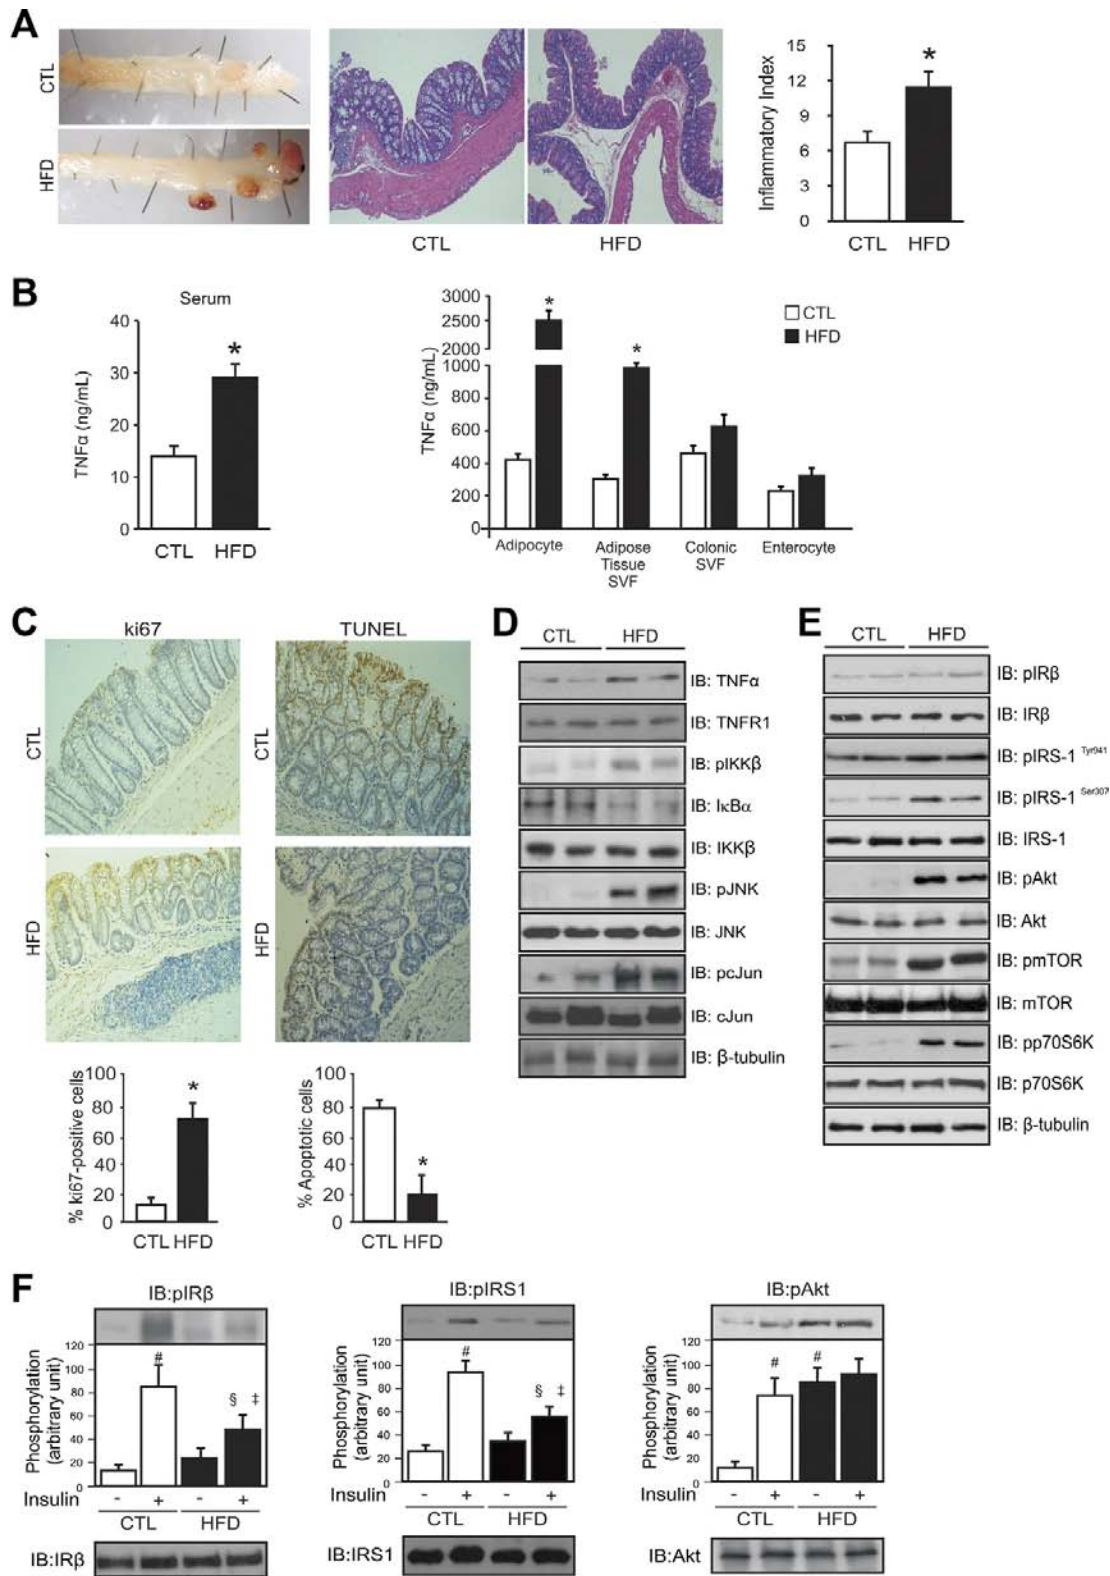 A
CTL
HFD
CTL
HFD
Inflammatory Index
15
12
9
6
3
0
*
CTL
HFD
B
Serum
TNFα (ng/mL)
40
30
20
10
0
*
CTL
HFD
TNFα (ng/mL)
3000
2500
2000
1000
800
600
400
200
0
*
*
Adipocyte
Adipose
Tissue
SVF
Colonic
SVF
Enterocyte
CTL
HFD
C
ki67
TUNEL
CTL
CTL
HFD
HFD
% ki67-positive cells
100
80
60
40
20
0
*
CTL HFD
% Apoptotic cells
100
80
60
40
20
0
*
CTL HFD
D
CTL
HFD
IB: TNFα
IB: TNFR1
IB: pIKKβ
IB: IκBα
IB: IKKβ
IB: pJNK
IB: JNK
IB: pcJun
IB: cJun
IB: β-tubulin
E
CTL
HFD
IB: pIRβ
IB: IRβ
IB: pIRS-1 Tyr941
IB: pIRS-1 Ser307
IB: IRS-1
IB: pAkt
IB: Akt
IB: pmTOR
IB: mTOR
IB: pp70S6K
IB: p70S6K
IB: β-tubulin
F
IB:pIRβ
Phosphorylation
(arbitrary unit)
120
100
80
60
40
20
0
#
§ ‡
Insulin - + - +
CTL HFD
IB:IRβ
IB:pIRS1
Phosphorylation
(arbitrary unit)
120
100
80
60
40
20
0
#
§ ‡
Insulin - + - +
CTL HFD
IB:IRS1
IB:pAkt
Phosphorylation
(arbitrary unit)
120
100
80
60
40
20
0
# #
Insulin - + - +
CTL HFD
IB:Akt